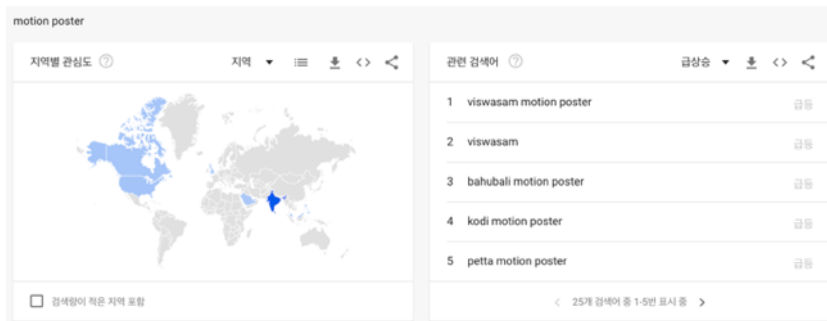 motion poster
지역별 관심도
지역
관련 검색어
급상승
1 viswasam motion poster 급등
2 viswasam 급등
3 bahubali motion poster 급등
4 kodi motion poster 급등
5 petta motion poster 급등
검색량이 적은 지역 포함
25개 검색어 중 1-5번 표시 중